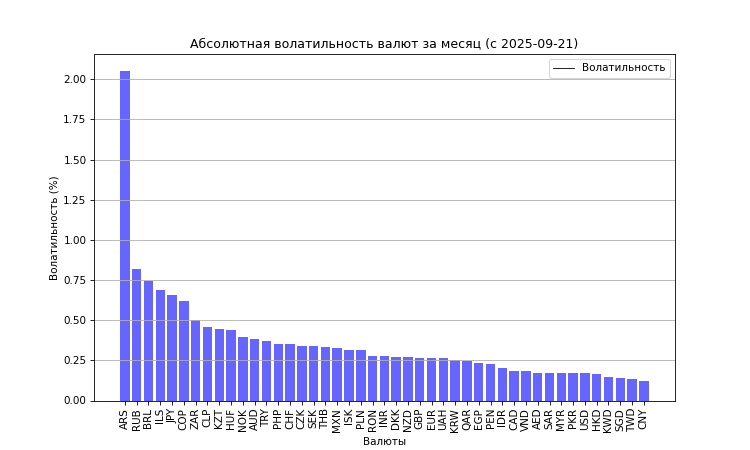 Абсолютная волатильность валют за месяц (с 2025-09-21)
Волатильность
Волатильность (%)
2.00
1.75
1.50
1.25
1.00
0.75
0.50
0.25
0.00
ARS
RUB
BRL
ILS
JPY
COP
ZAR
CLP
KZT
HUF
NOK
AUD
TRY
PHP
CHF
CZK
SEK
THB
MXN
ISK
PLN
RON
INR
DKK
NZD
GBP
EUR
UAH
KRW
QAR
EGP
PEN
IDR
CAD
VND
AED
SAR
MYR
PKR
USD
HKD
KWD
SGD
TWD
CNY
Валюты